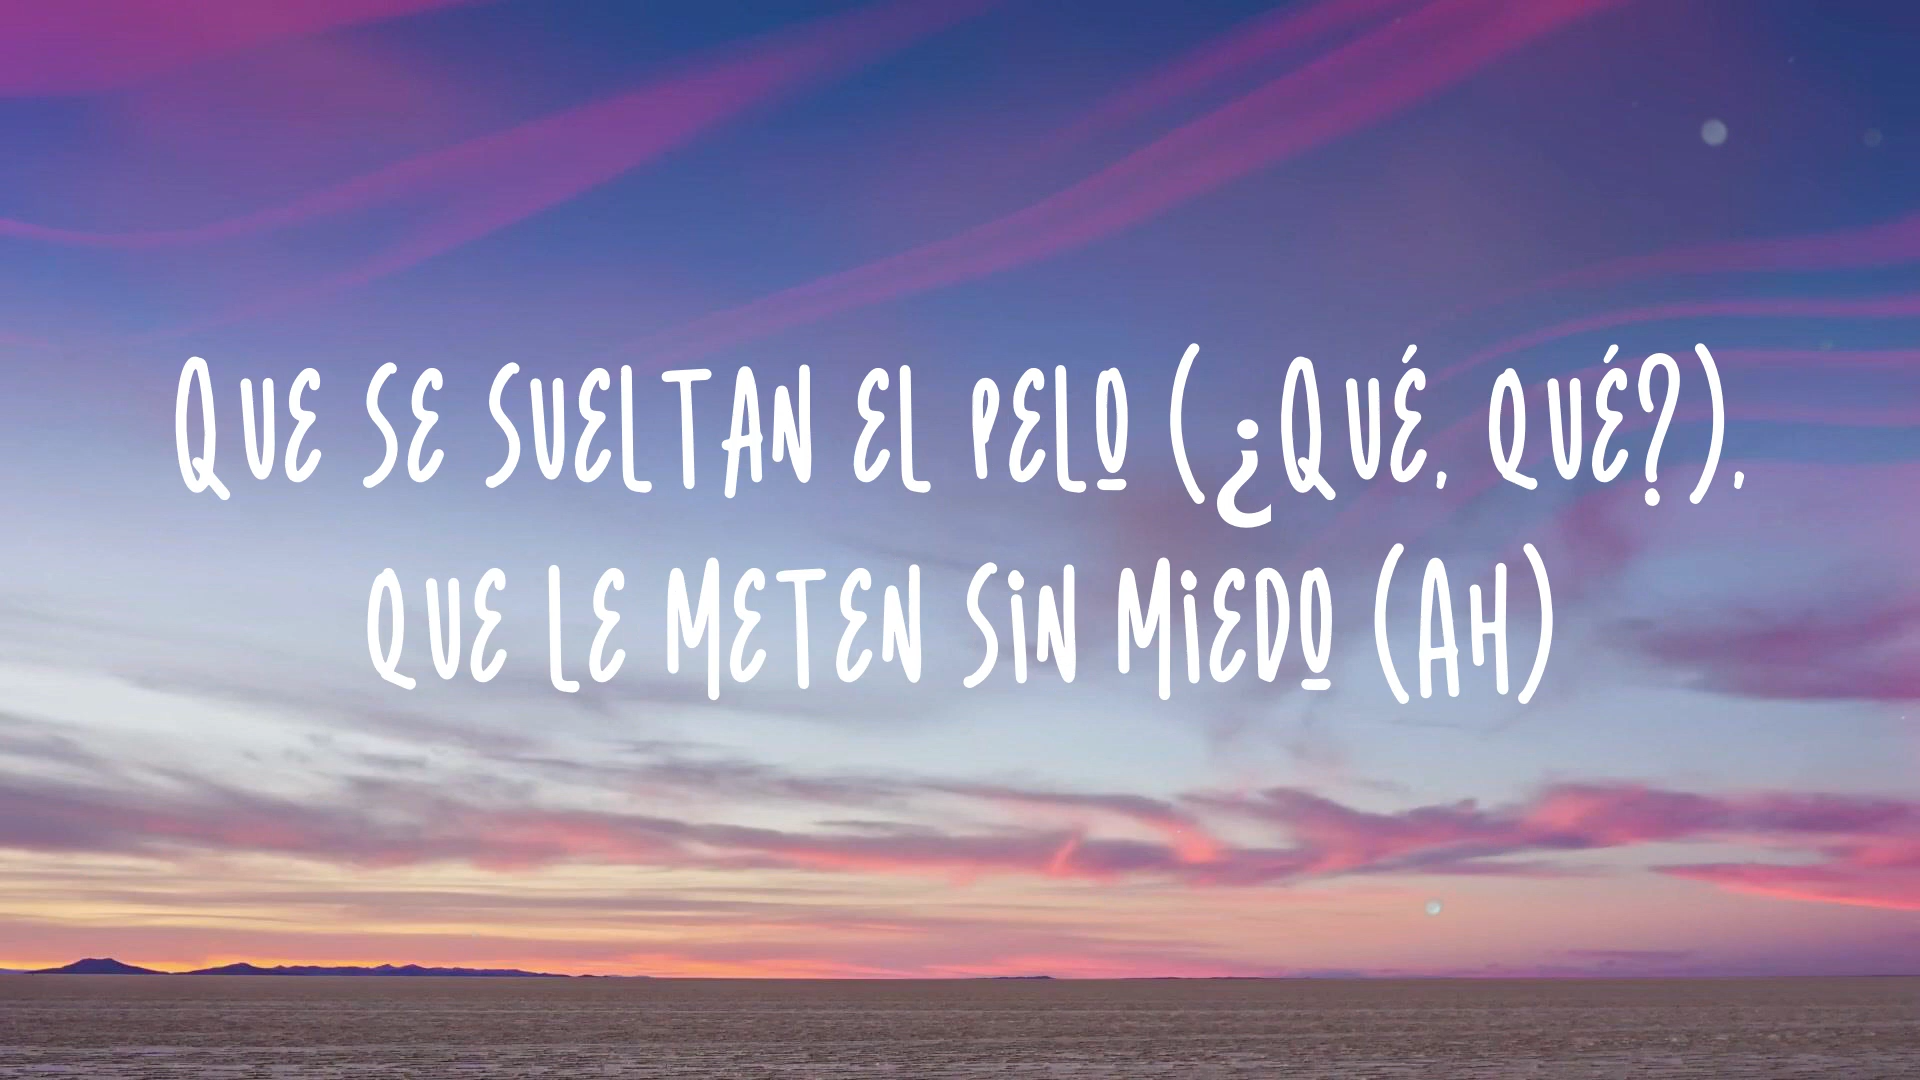 Que se sueltan el pelo (¿Qué, qué?),
que le meten sin miedo (Ah)